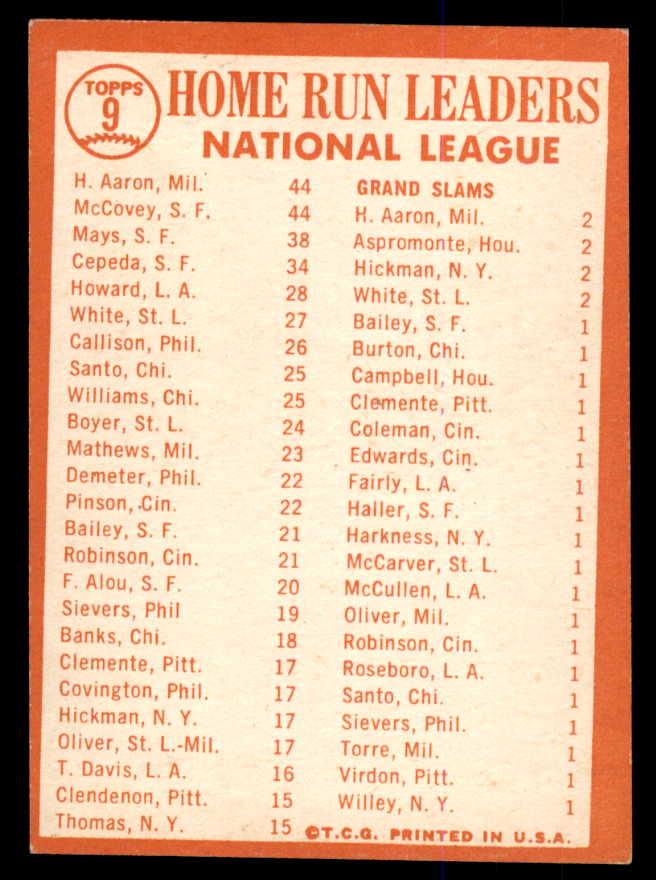 TOPPS
9
HOME RUN LEADERS
NATIONAL LEAGUE
H. Aaron, Mil. 44
McCovey, S. F. 44
Mays, S. F. 38
Cepeda, S. F. 34
Howard, L. A. 28
White, St. L. 27
Callison, Phil. 26
Santo, Chi. 25
Williams, Chi. 25
Boyer, St. L. 24
Mathews, Mil. 23
Demeter, Phil. 22
Pinson, Cin. 22
Bailey, S. F. 21
Robinson, Cin. 21
F. Alou, S. F. 20
Sievers, Phil 19
Banks, Chi. 18
Clemente, Pitt. 17
Covington, Phil. 17
Hickman, N. Y. 17
Oliver, St. L.-Mil. 17
T. Davis, L. A. 16
Clendenon, Pitt. 15
Thomas, N. Y. 15
GRAND SLAMS
H. Aaron, Mil. 2
Aspromonte, Hou. 2
Hickman, N. Y. 2
White, St. L. 2
Bailey, S. F. 1
Burton, Chi. 1
Campbell, Hou. 1
Clemente, Pitt. 1
Coleman, Cin. 1
Edwards, Cin. 1
Fairly, L. A. 1
Haller, S. F. 1
Harkness, N. Y. 1
McCarver, St. L. 1
McCullen, L. A. 1
Oliver, Mil. 1
Robinson, Cin. 1
Roseboro, L. A. 1
Santo, Chi. 1
Sievers, Phil. 1
Torre, Mil. 1
Virdon, Pitt. 1
Willey, N. Y. 1
©T.C.G. PRINTED IN U.S.A.